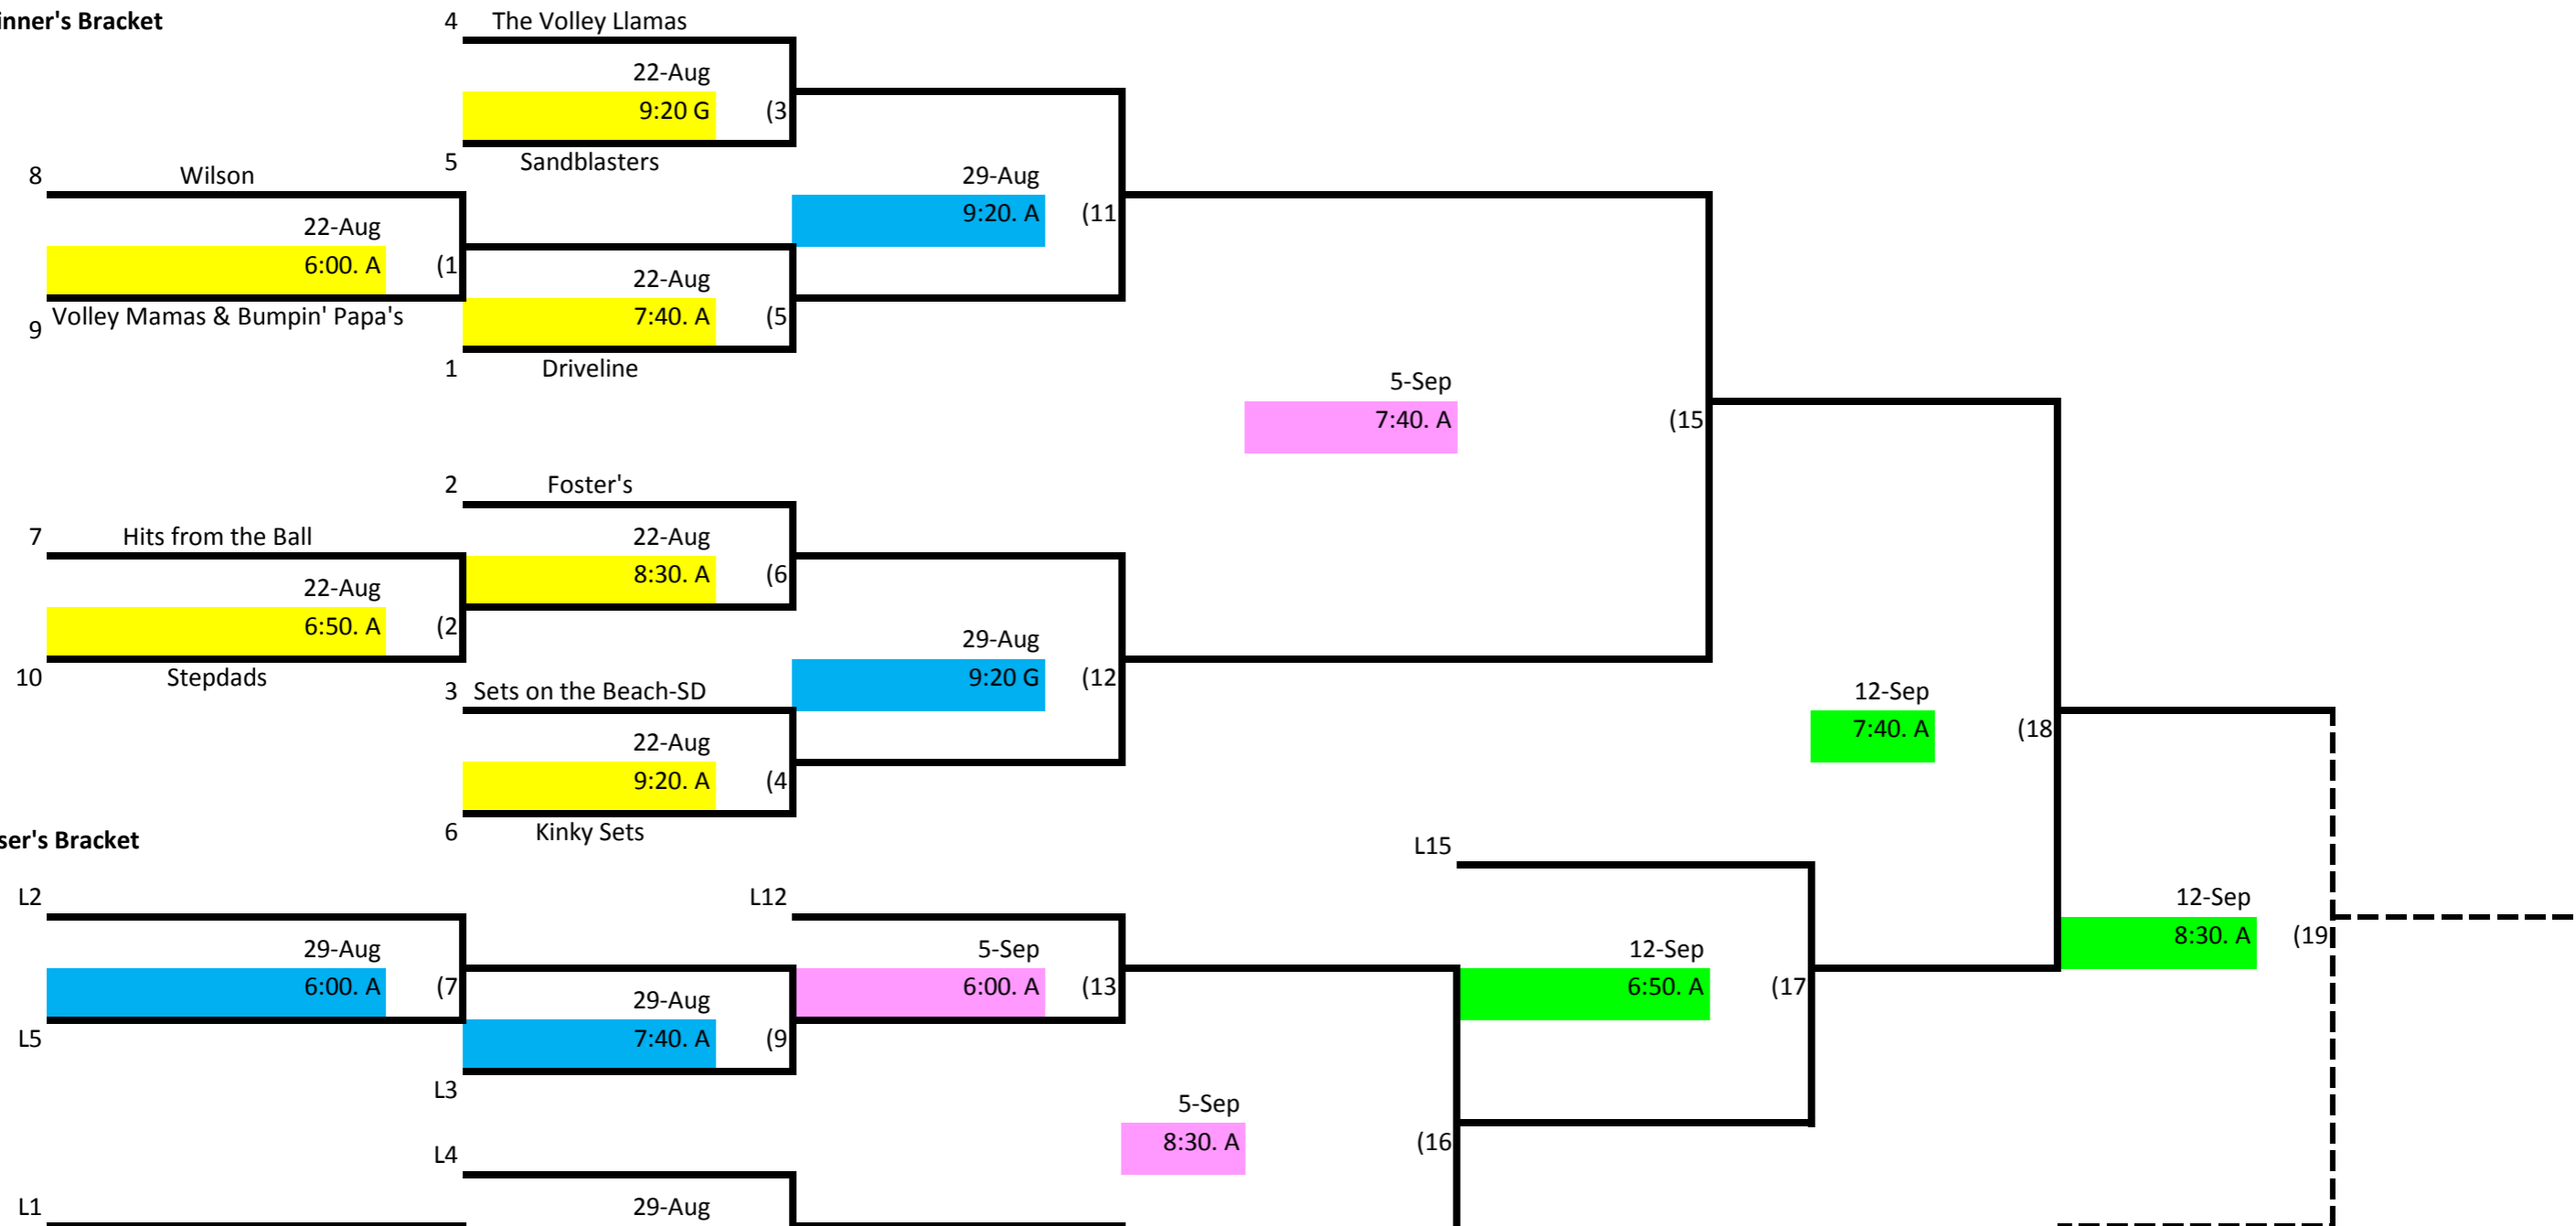 inner's Bracket
4 The Volley Llamas
22-Aug
9:20 G (3
5 Sandblasters
8 Wilson
29-Aug
9:20. A (11
22-Aug
6:00. A (1
22-Aug
7:40. A (5
9 Volley Mamas & Bumpin' Papa's
1 Driveline
5-Sep
7:40. A (15
2 Foster's
7 Hits from the Ball
22-Aug
8:30. A (6
22-Aug
6:50. A (2
29-Aug
9:20 G (12
10 Stepdads
3 Sets on the Beach-SD
12-Sep
7:40. A (18
22-Aug
9:20. A (4
6 Kinky Sets
ser's Bracket
L15
L2
L12
12-Sep
8:30. A (19
29-Aug
6:00. A (7
5-Sep
6:00. A (13
12-Sep
6:50. A (17
29-Aug
7:40. A (9
L5
L3
5-Sep
8:30. A (16
L4
L1
29-Aug